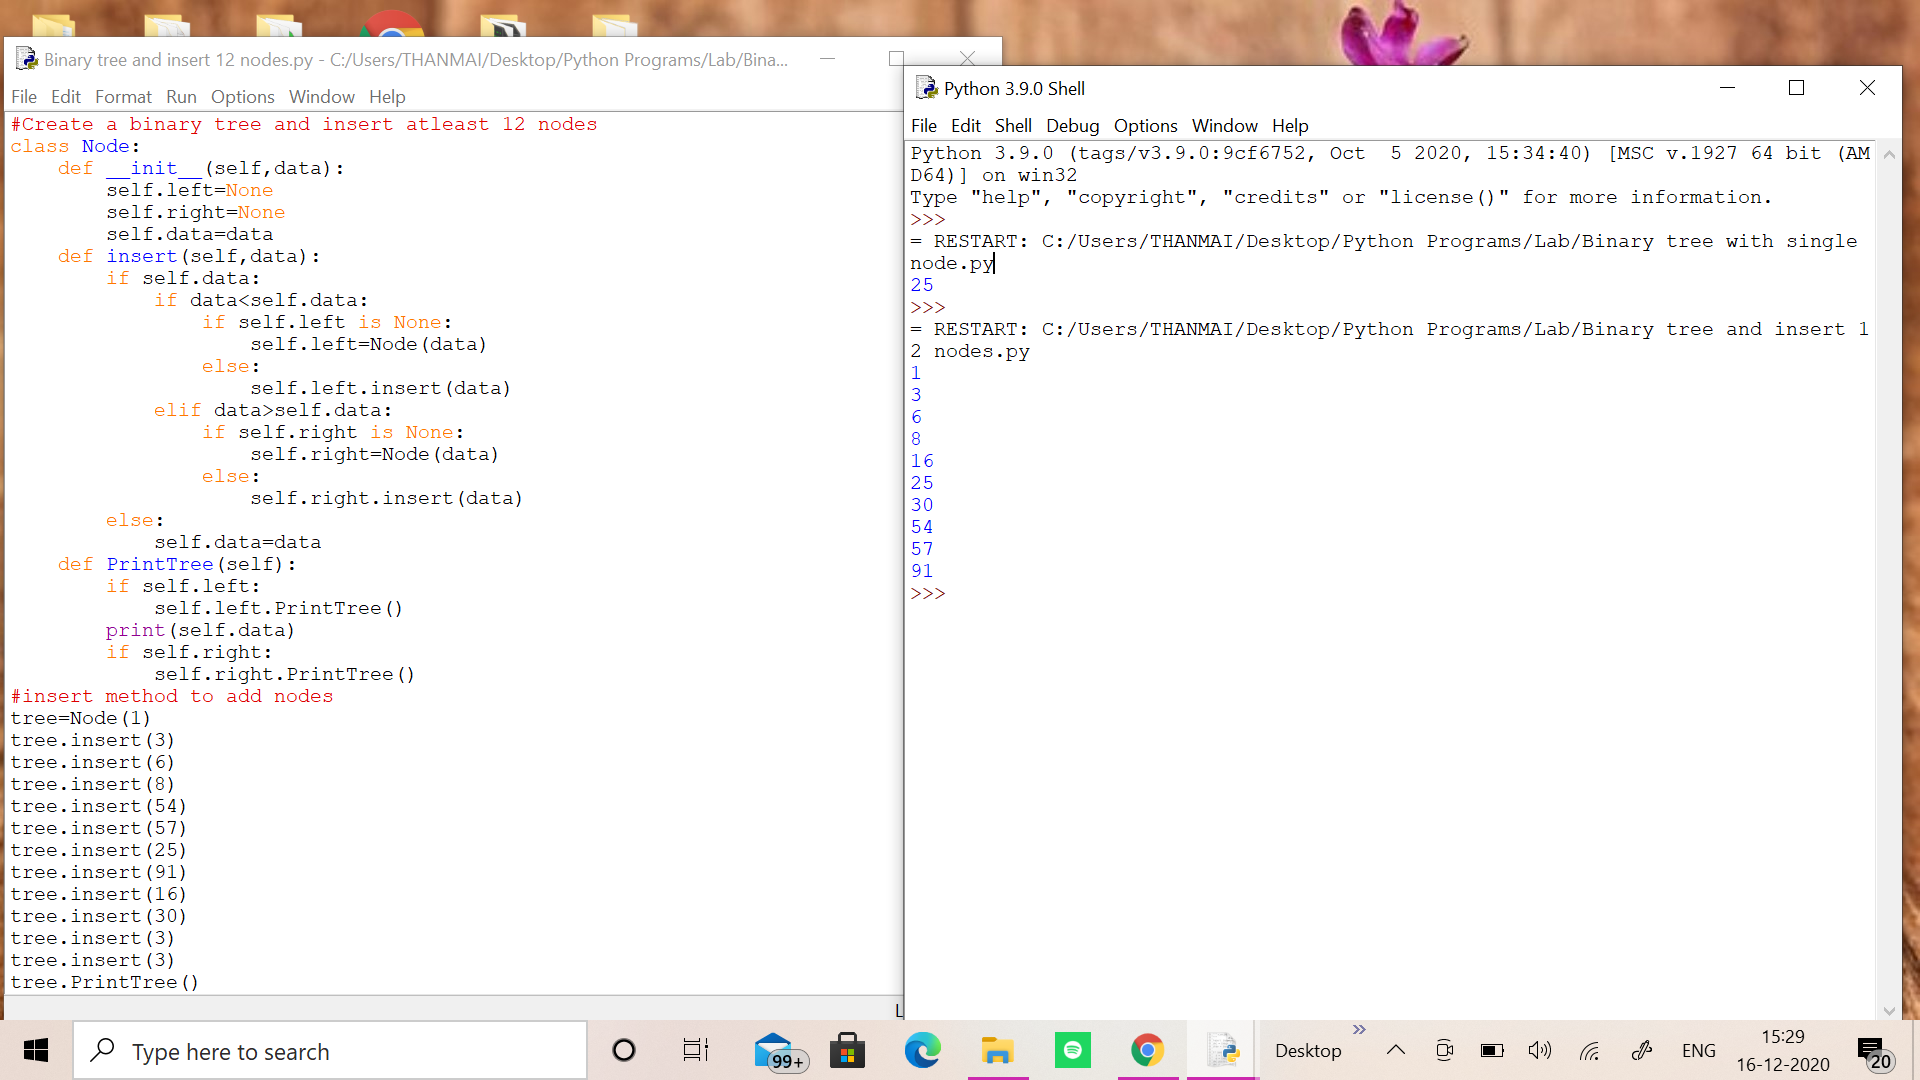 Binary tree and insert 12 nodes.py - C:/Users/THANMAI/Desktop/Python Programs/Lab/Bina...
File Edit Format Run Options Window Help
#Create a binary tree and insert atleast 12 nodes
class Node:
    def __init__(self,data):
        self.left=None
        self.right=None
        self.data=data
    def insert(self,data):
        if self.data:
            if data<self.data:
                if self.left is None:
                    self.left=Node(data)
                else:
                    self.left.insert(data)
            elif data>self.data:
                if self.right is None:
                    self.right=Node(data)
                else:
                    self.right.insert(data)
        else:
            self.data=data
    def PrintTree(self):
        if self.left:
            self.left.PrintTree()
        print(self.data)
        if self.right:
            self.right.PrintTree()
#insert method to add nodes
tree=Node(1)
tree.insert(3)
tree.insert(6)
tree.insert(8)
tree.insert(54)
tree.insert(57)
tree.insert(25)
tree.insert(91)
tree.insert(16)
tree.insert(30)
tree.insert(3)
tree.insert(3)
tree.PrintTree()
L
Python 3.9.0 Shell
File Edit Shell Debug Options Window Help
Python 3.9.0 (tags/v3.9.0:9cf6752, Oct  5 2020, 15:34:40) [MSC v.1927 64 bit (AM
D64)] on win32
Type "help", "copyright", "credits" or "license()" for more information.
>>>
= RESTART: C:/Users/THANMAI/Desktop/Python Programs/Lab/Binary tree with single
node.py
25
>>>
= RESTART: C:/Users/THANMAI/Desktop/Python Programs/Lab/Binary tree and insert 1
2 nodes.py
1
3
6
8
16
25
30
54
57
91
>>>
Type here to search
99+
Desktop
ENG
15:29
16-12-2020
20